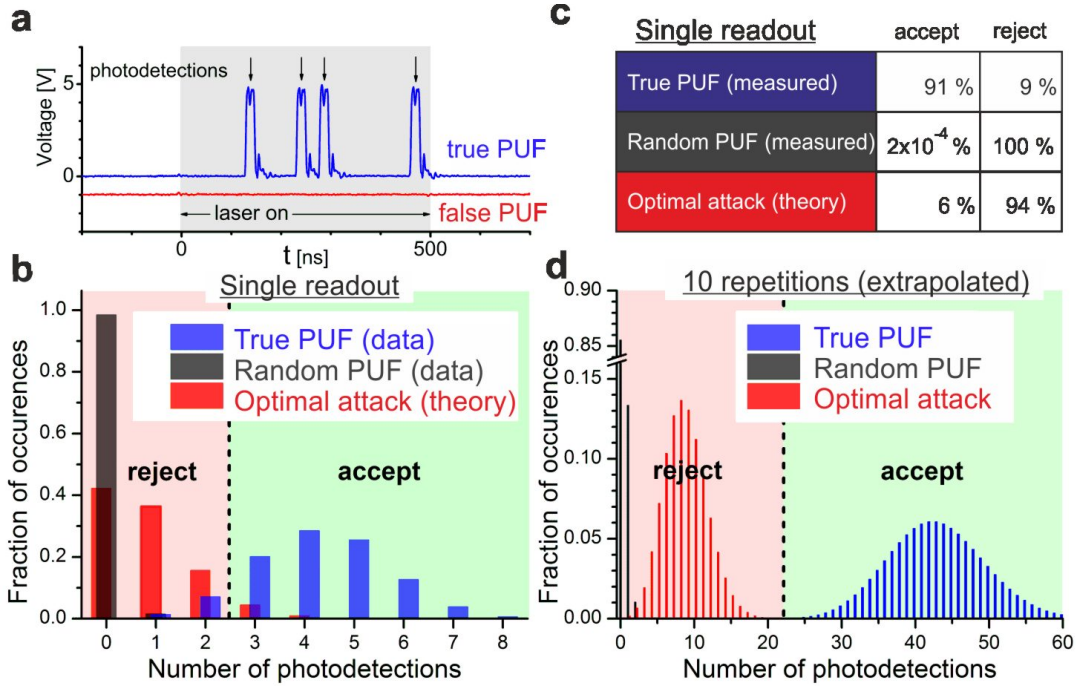 a
photodetections
Voltage [V]
5
0
true PUF
false PUF
laser on
0
500
t [ns]
c
Single readout
accept
reject
True PUF (measured)
91 %
9 %
Random PUF (measured)
2x10⁻⁴ %
100 %
Optimal attack (theory)
6 %
94 %
b
Single readout
True PUF (data)
Random PUF (data)
Optimal attack (theory)
reject
accept
Fraction of occurences
1.0
0.8
0.6
0.4
0.2
0.0
0 1 2 3 4 5 6 7 8
Number of photodetections
d
10 repetitions (extrapolated)
True PUF
Random PUF
Optimal attack
reject
accept
Fraction of occurences
0.90
0.85
0.15
0.10
0.05
0.00
0 10 20 30 40 50 60
Number of photodetections